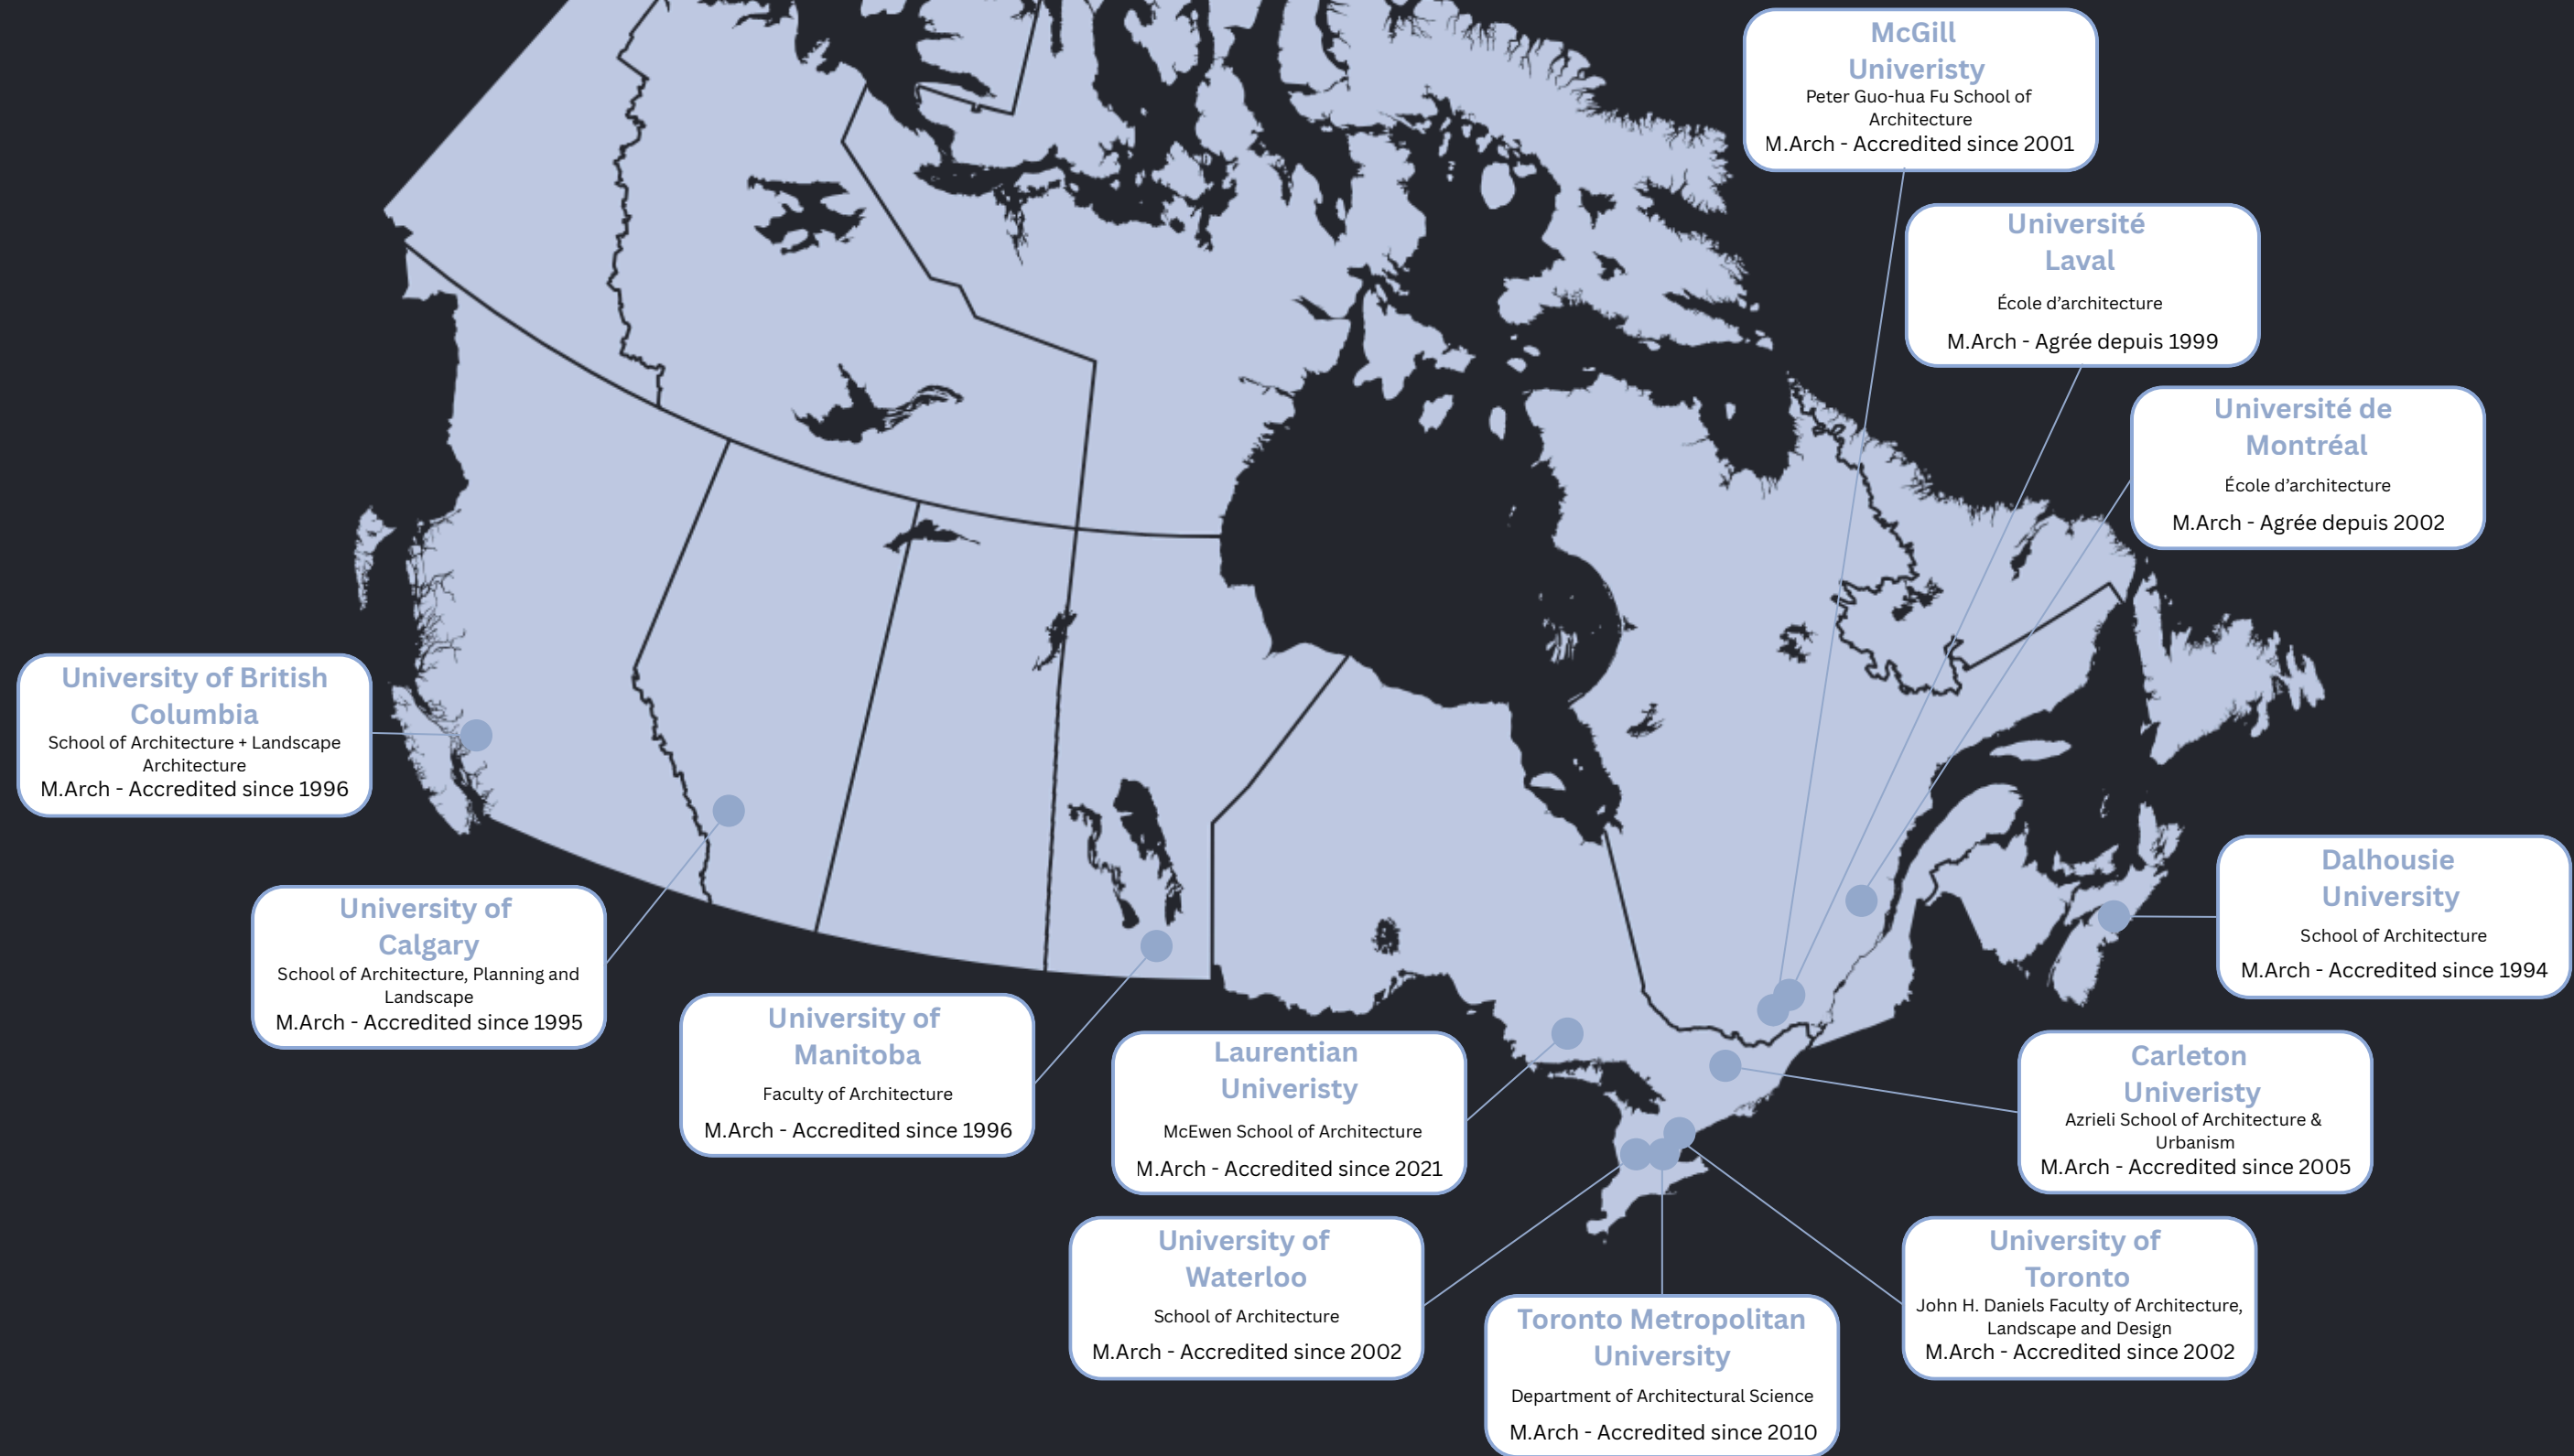 McGill
Univeristy
Peter Guo-hua Fu School of
Architecture
M.Arch - Accredited since 2001
Université
Laval
École d’architecture
M.Arch - Agrée depuis 1999
Université de
Montréal
École d’architecture
M.Arch - Agrée depuis 2002
University of British
Columbia
School of Architecture + Landscape
Architecture
M.Arch - Accredited since 1996
University of
Calgary
School of Architecture, Planning and
Landscape
M.Arch - Accredited since 1995
University of
Manitoba
Faculty of Architecture
M.Arch - Accredited since 1996
Laurentian
Univeristy
McEwen School of Architecture
M.Arch - Accredited since 2021
Dalhousie
University
School of Architecture
M.Arch - Accredited since 1994
Carleton
Univeristy
Azrieli School of Architecture &
Urbanism
M.Arch - Accredited since 2005
University of
Waterloo
School of Architecture
M.Arch - Accredited since 2002
Toronto Metropolitan
University
Department of Architectural Science
M.Arch - Accredited since 2010
University of
Toronto
John H. Daniels Faculty of Architecture,
Landscape and Design
M.Arch - Accredited since 2002